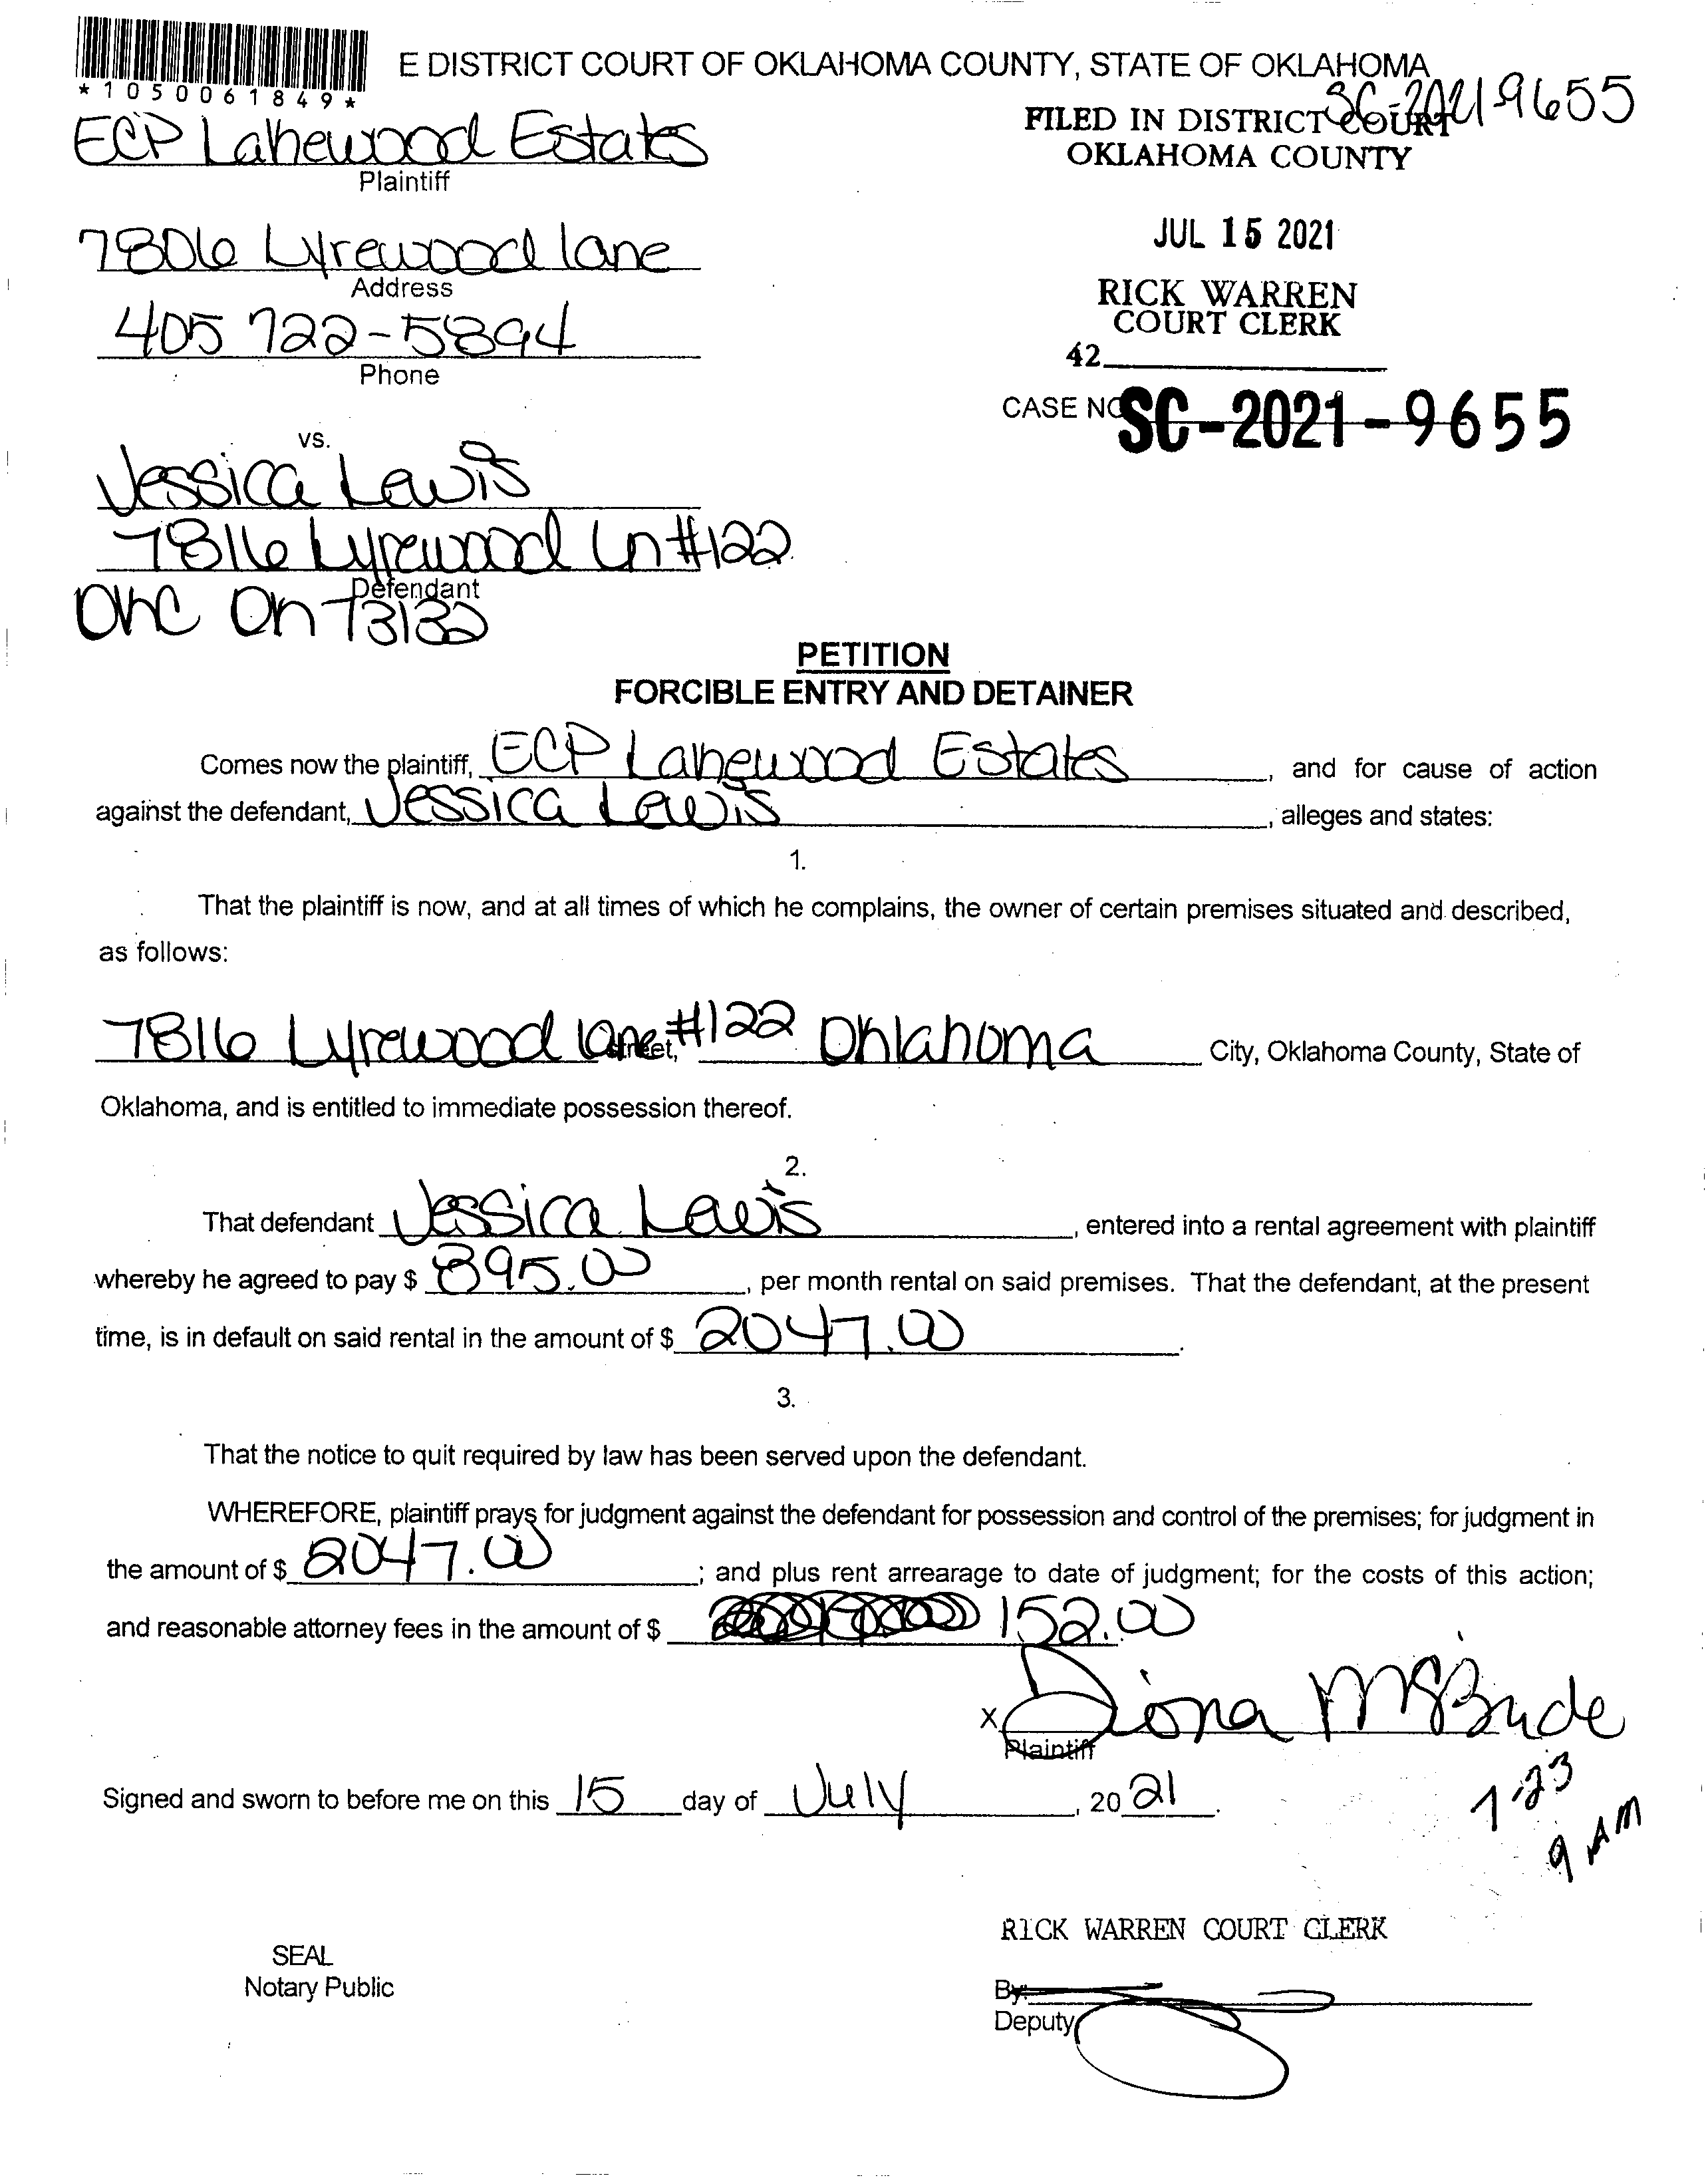 *1050061849*
E DISTRICT COURT OF OKLAHOMA COUNTY, STATE OF OKLAHOMA
SC-2021-9655
ECP Lakewood Estates
Plaintiff
FILED IN DISTRICT COURT
OKLAHOMA COUNTY
7806 Lyrewood lane
Address
JUL 15 2021
405 722-5894
Phone
RICK WARREN
COURT CLERK
42
CASE NO SC-2021-9655
vs.
Jessica Lewis
7816 Lyrewood Ln #122
Defendant
OKC OK 73132
PETITION
FORCIBLE ENTRY AND DETAINER
Comes now the plaintiff, ECP Lakewood Estates, and for cause of action
against the defendant, Jessica Lewis, alleges and states:
1.
That the plaintiff is now, and at all times of which he complains, the owner of certain premises situated and described,
as follows:
7816 Lyrewood lane #122 street, Oklahoma City, Oklahoma County, State of
Oklahoma, and is entitled to immediate possession thereof.
2.
That defendant Jessica Lewis, entered into a rental agreement with plaintiff
whereby he agreed to pay $ 895.00, per month rental on said premises. That the defendant, at the present
time, is in default on said rental in the amount of $ 2047.00.
3.
That the notice to quit required by law has been served upon the defendant.
WHEREFORE, plaintiff prays for judgment against the defendant for possession and control of the premises; for judgment in
the amount of $ 2047.00; and plus rent arrearage to date of judgment; for the costs of this action;
and reasonable attorney fees in the amount of $ 152.00
X Diona McBride
Plaintiff
Signed and sworn to before me on this 15 day of July, 20 21.
7-23
9 AM
RICK WARREN COURT CLERK
SEAL
Notary Public
By:
Deputy